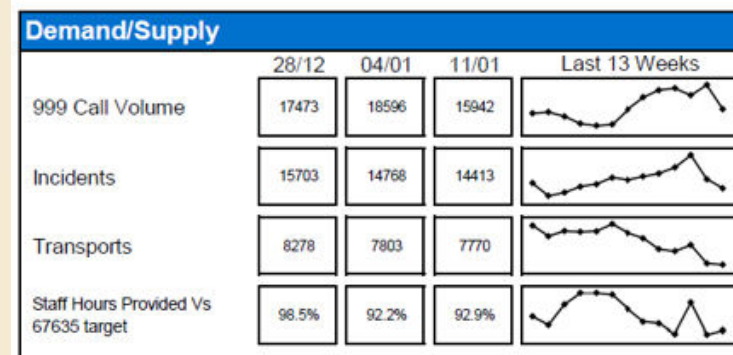 Demand/Supply
28/12 04/01 11/01 Last 13 Weeks
999 Call Volume 17473 18596 15942
Incidents 15703 14768 14413
Transports 8278 7803 7770
Staff Hours Provided Vs
67635 target 98.5% 92.2% 92.9%